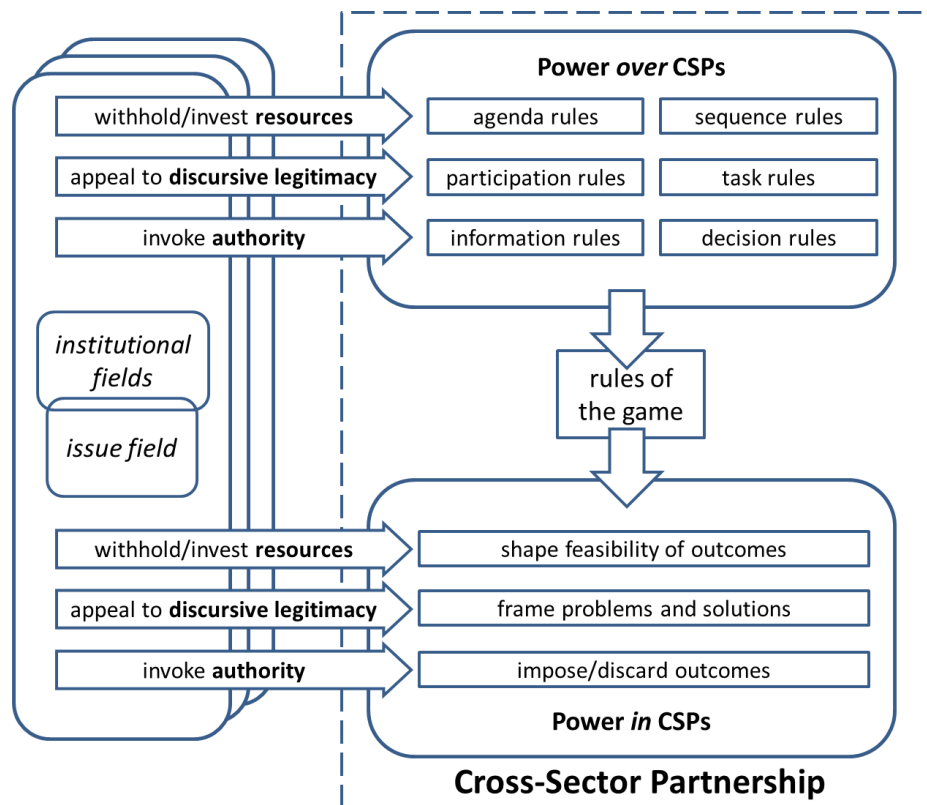 Power over CSPs
withhold/invest resources
agenda rules
sequence rules
appeal to discursive legitimacy
participation rules
task rules
invoke authority
information rules
decision rules
institutional
fields
issue field
rules of
the game
withhold/invest resources
shape feasibility of outcomes
appeal to discursive legitimacy
frame problems and solutions
invoke authority
impose/discard outcomes
Power in CSPs
Cross-Sector Partnership